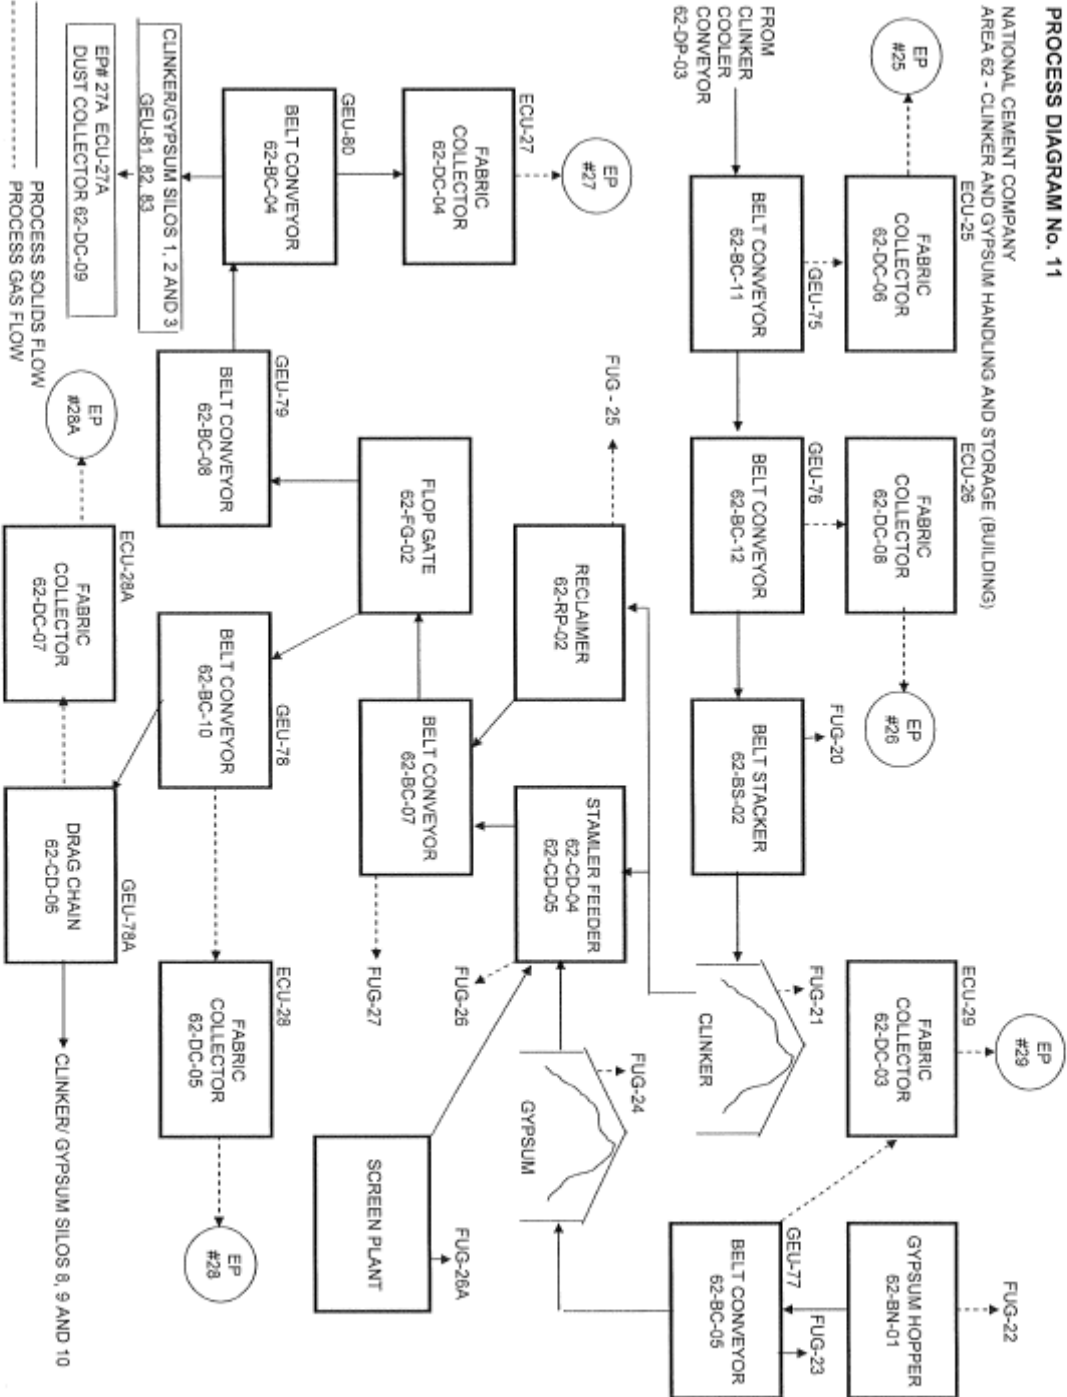 PROCESS DIAGRAM No. 11
NATIONAL CEMENT COMPANY
AREA 62 - CLINKER AND GYPSUM HANDLING AND STORAGE (BUILDING)
EP
#25
ECU-25
FABRIC
COLLECTOR
62-DC-06
ECU-26
FABRIC
COLLECTOR
62-DC-08
EP
#26
ECU-29
FABRIC
COLLECTOR
62-DC-03
EP
#29
GYPSUM HOPPER
62-BN-01
FUG-22
FROM
CLINKER
COOLER
CONVEYOR
62-DP-03
GEU-75
BELT CONVEYOR
62-BC-11
GEU-76
BELT CONVEYOR
62-BC-12
FUG-20
BELT STACKER
62-BS-02
FUG-21
CLINKER
GEU-77
FUG-23
BELT CONVEYOR
62-BC-05
FUG - 25
RECLAIMER
62-RP-02
STAMLER FEEDER
62-CD-04
62-CD-05
FUG-24
GYPSUM
EP
#27
ECU-27
FABRIC
COLLECTOR
62-DC-04
FLOP GATE
62-FG-02
BELT CONVEYOR
62-BC-07
FUG-27
FUG-26
SCREEN PLANT
FUG-26A
GEU-80
BELT CONVEYOR
62-BC-04
GEU-79
BELT CONVEYOR
62-BC-08
GEU-78
BELT CONVEYOR
62-BC-10
ECU-28
FABRIC
COLLECTOR
62-DC-05
EP
#28
CLINKER/GYPSUM SILOS 1, 2 AND 3
GEU-81, 82, 83
EP# 27A ECU-27A
DUST COLLECTOR 62-DC-09
EP
#28A
ECU-28A
FABRIC
COLLECTOR
62-DC-07
GEU-78A
DRAG CHAIN
62-CD-06
CLINKER/ GYPSUM SILOS 8, 9 AND 10
PROCESS SOLIDS FLOW
PROCESS GAS FLOW